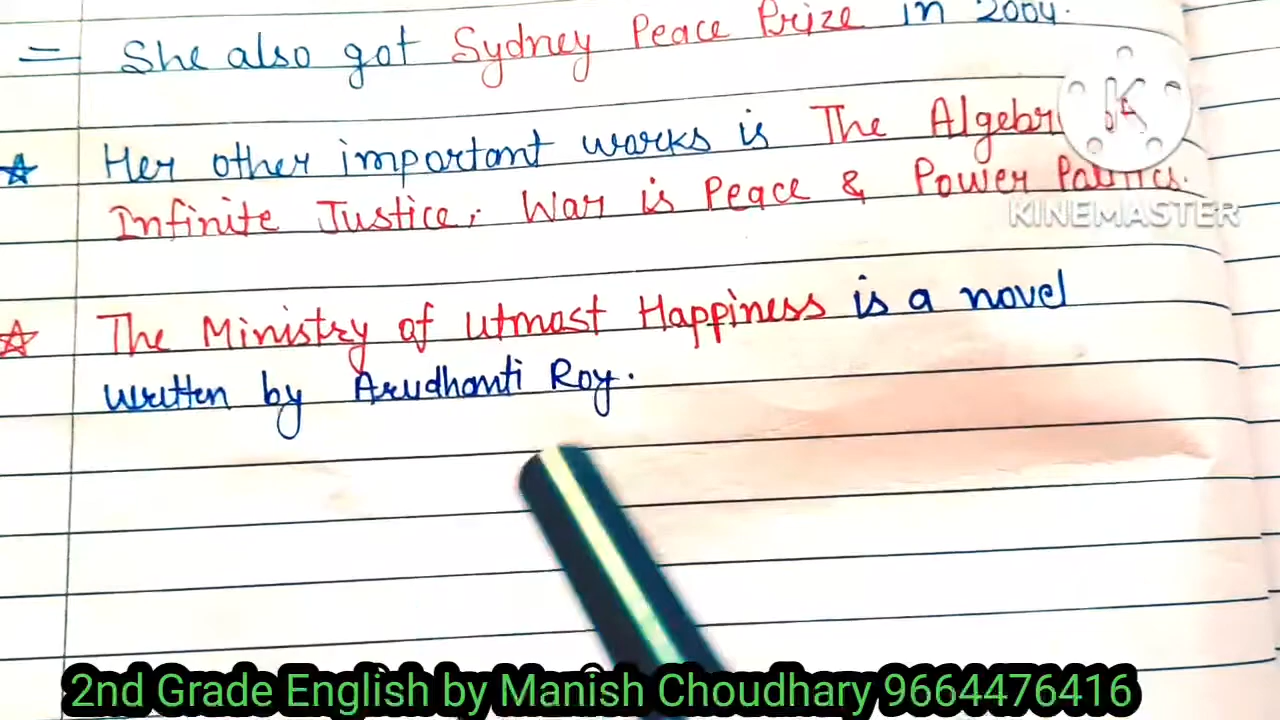 = She also got Sydney Peace Prize in 2004.
Her other important works is The Algebr
Infinite Justice, War is Peace & Power Politics.
KINEMASTER
The Ministry of Utmost Happiness is a novel
written by Arudhanti Roy.
2nd Grade English by Manish Choudhary 9664476416